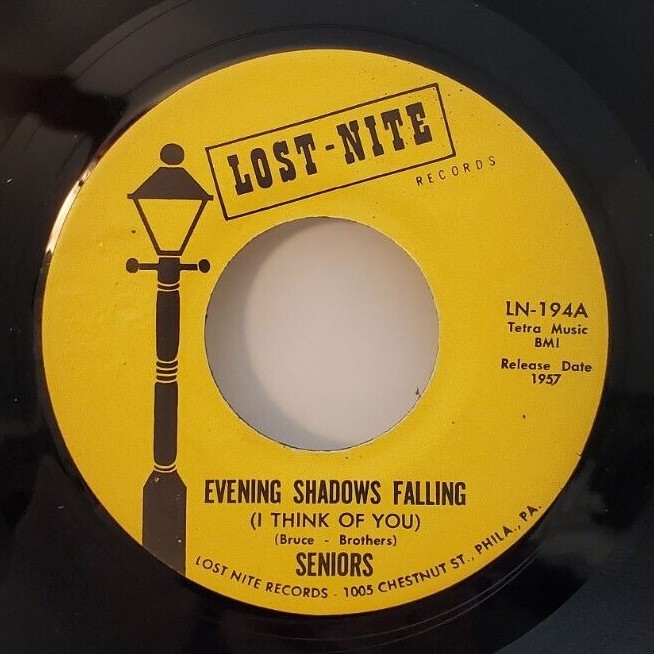 LOST-NITE
RECORDS
LN-194A
Tetra Music
BMI
Release Date
1957
EVENING SHADOWS FALLING
(I THINK OF YOU)
(Bruce - Brothers)
SENIORS
LOST NITE RECORDS - 1005 CHESTNUT ST., PHILA., PA.